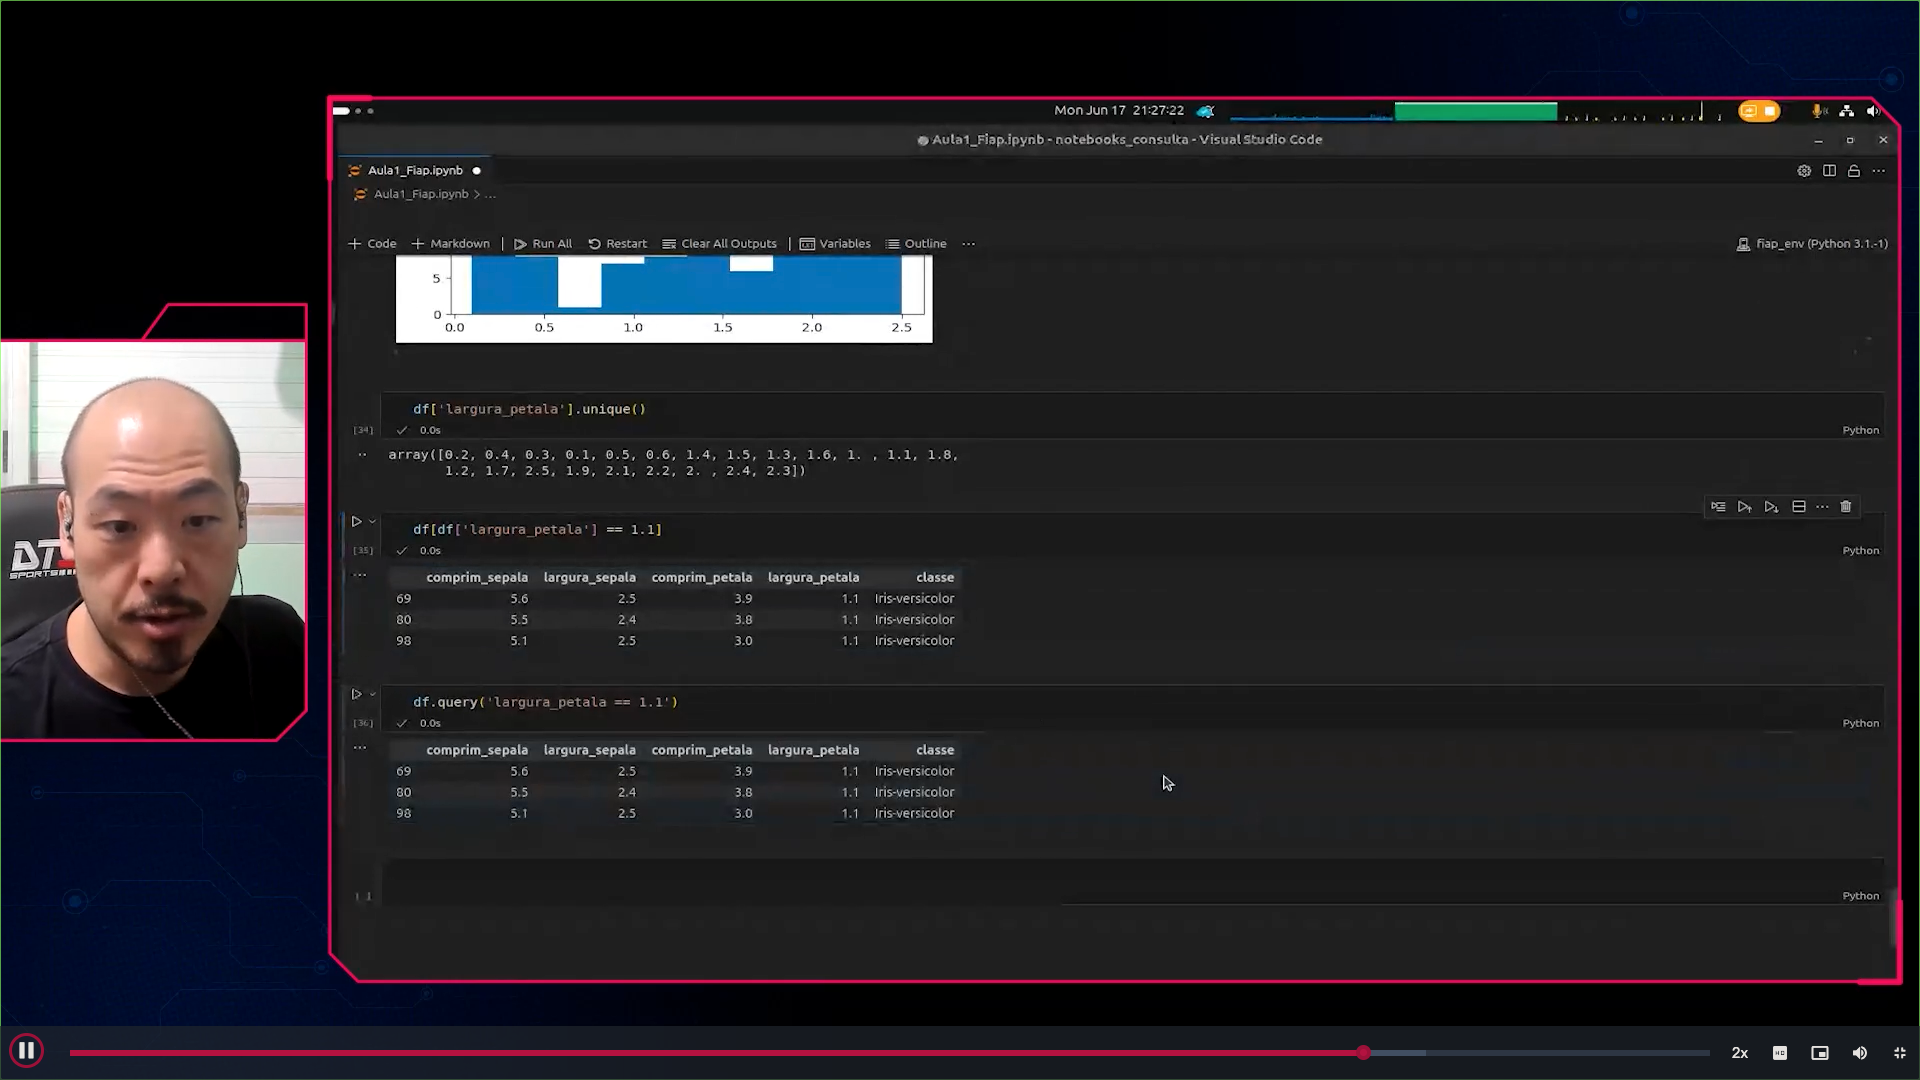 Mon Jun 17 21:27:22
Aula1_Fiap.ipynb - notebooks_consulta - Visual Studio Code
Aula1_Fiap.ipynb
Aula1_Fiap.ipynb > ...
+ Code + Markdown | Run All Restart Clear All Outputs | Variables Outline ...
fiap_env (Python 3.1.-1)
5
0
0.0 0.5 1.0 1.5 2.0 2.5
df['largura_petala'].unique()
[34] 0.0s Python
array([0.2, 0.4, 0.3, 0.1, 0.5, 0.6, 1.4, 1.5, 1.3, 1.6, 1. , 1.1, 1.8,
1.2, 1.7, 2.5, 1.9, 2.1, 2.2, 2. , 2.4, 2.3])
df[df['largura_petala'] == 1.1]
[35] 0.0s Python
comprim_sepala largura_sepala comprim_petala largura_petala classe
69 5.6 2.5 3.9 1.1 Iris-versicolor
80 5.5 2.4 3.8 1.1 Iris-versicolor
98 5.1 2.5 3.0 1.1 Iris-versicolor
df.query('largura_petala == 1.1')
[36] 0.0s Python
comprim_sepala largura_sepala comprim_petala largura_petala classe
69 5.6 2.5 3.9 1.1 Iris-versicolor
80 5.5 2.4 3.8 1.1 Iris-versicolor
98 5.1 2.5 3.0 1.1 Iris-versicolor
[ ] Python
DT
SPORTS
2x
HD